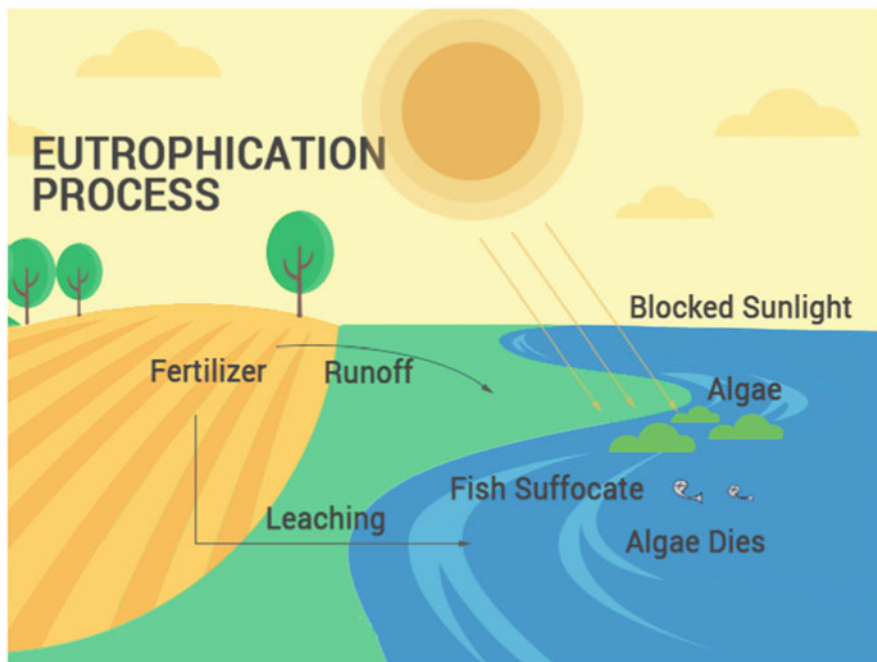 EUTROPHICATION
PROCESS
Blocked Sunlight
Fertilizer
Runoff
Algae
Fish Suffocate
Leaching
Algae Dies